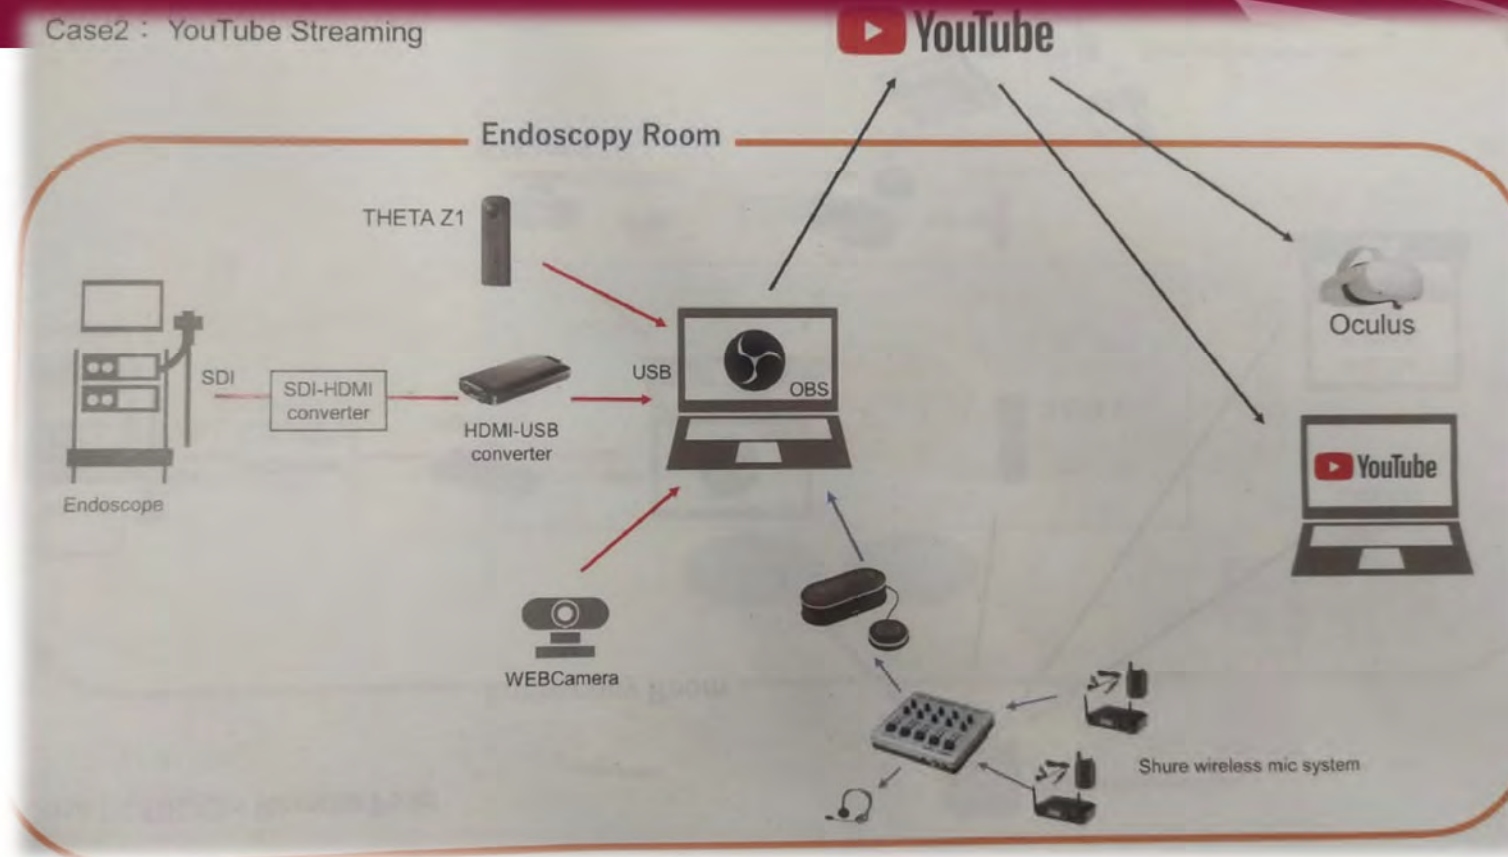 Case2 : YouTube Streaming
YouTube
Endoscopy Room
THETA Z1
SDI
SDI-HDMI
converter
HDMI-USB
converter
USB
OBS
Endoscope
WEBCamera
Oculus
YouTube
Shure wireless mic system